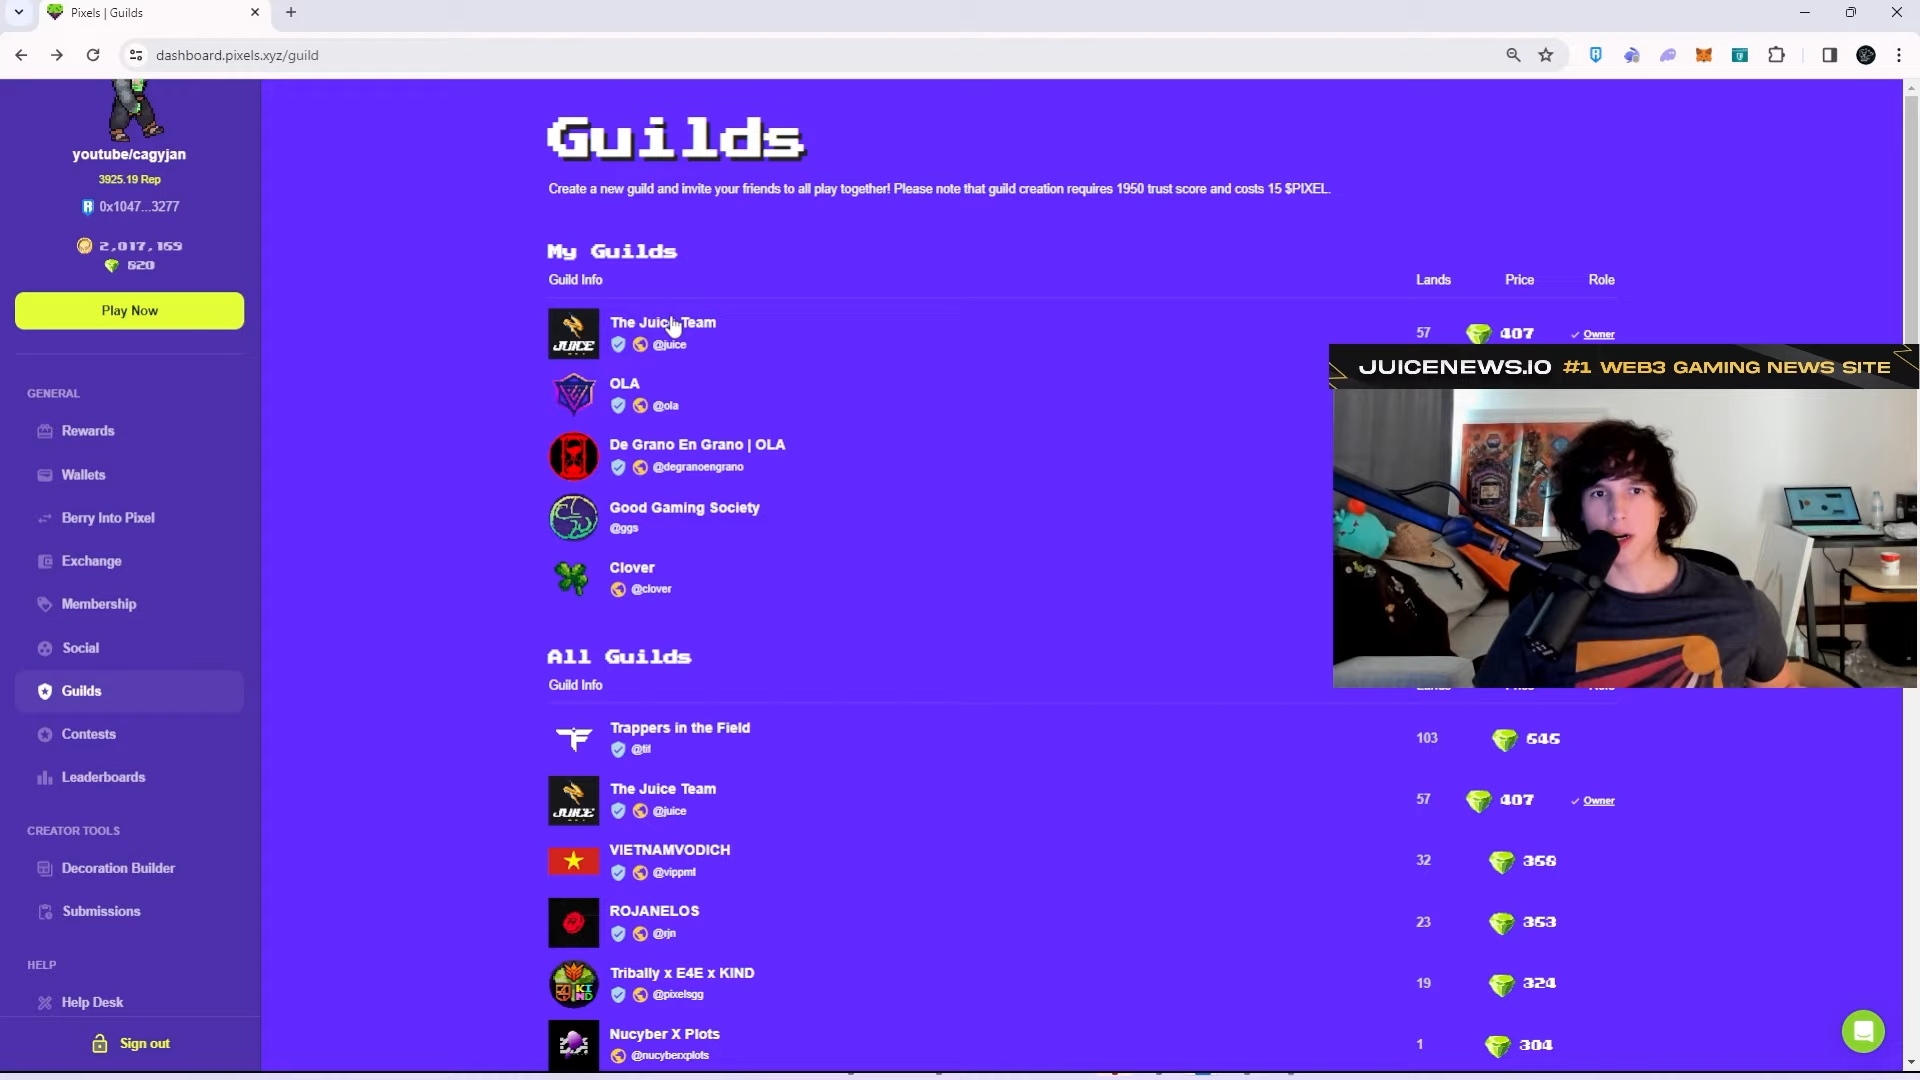 Pixels | Guilds
dashboard.pixels.xyz/guild
youtube/cagyjan
3925.19 Rep
0x1047...3277
2,017,169
820
Play Now
GENERAL
Rewards
Wallets
Berry Into Pixel
Exchange
Membership
Social
Guilds
Contests
Leaderboards
CREATOR TOOLS
Decoration Builder
Submissions
HELP
Help Desk
Sign out
Guilds
Create a new guild and invite your friends to all play together! Please note that guild creation requires 1950 trust score and costs 15 $PIXEL.
My Guilds
Guild Info Lands Price Role
The Juice Team
@juice
57 407 Owner
JUICE
OLA
@ola
De Grano En Grano | OLA
@degranoengrano
Good Gaming Society
@ggs
Clover
@clover
JUICENEWS.IO #1 WEB3 GAMING NEWS SITE
All Guilds
Guild Info
Trappers in the Field
@tif
103 646
The Juice Team
@juice
57 407 Owner
JUICE
VIETNAMVODICH
@vippmt
32 368
ROJANELOS
@rjn
23 353
Tribally x E4E x KIND
@pixelsgg
19 324
Nucyber X Plots
@nucyberxplots
1 304